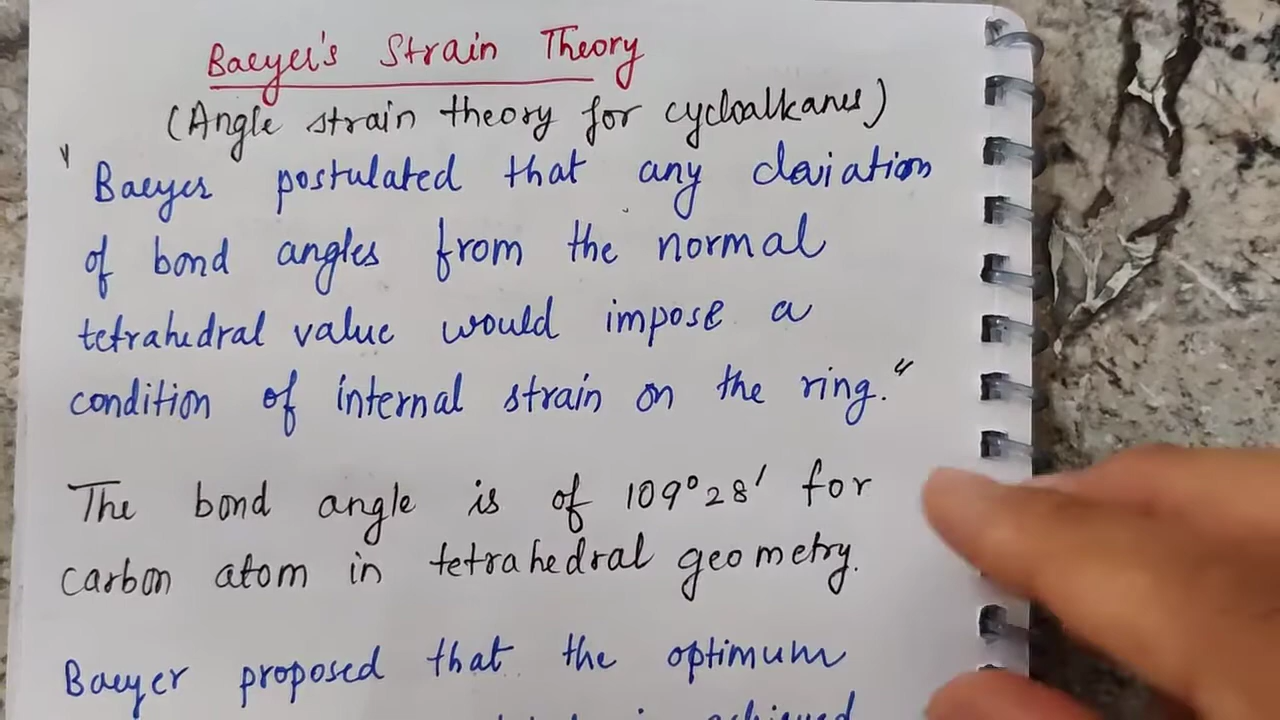 Baeyer's Strain Theory
(Angle strain theory for cycloalkanes)
" Baeyer postulated that any deviation
of bond angles from the normal
tetrahedral value would impose a
condition of internal strain on the ring."
The bond angle is of 109°28' for
carbon atom in tetrahedral geometry.
Baeyer proposed that the optimum
is achieved